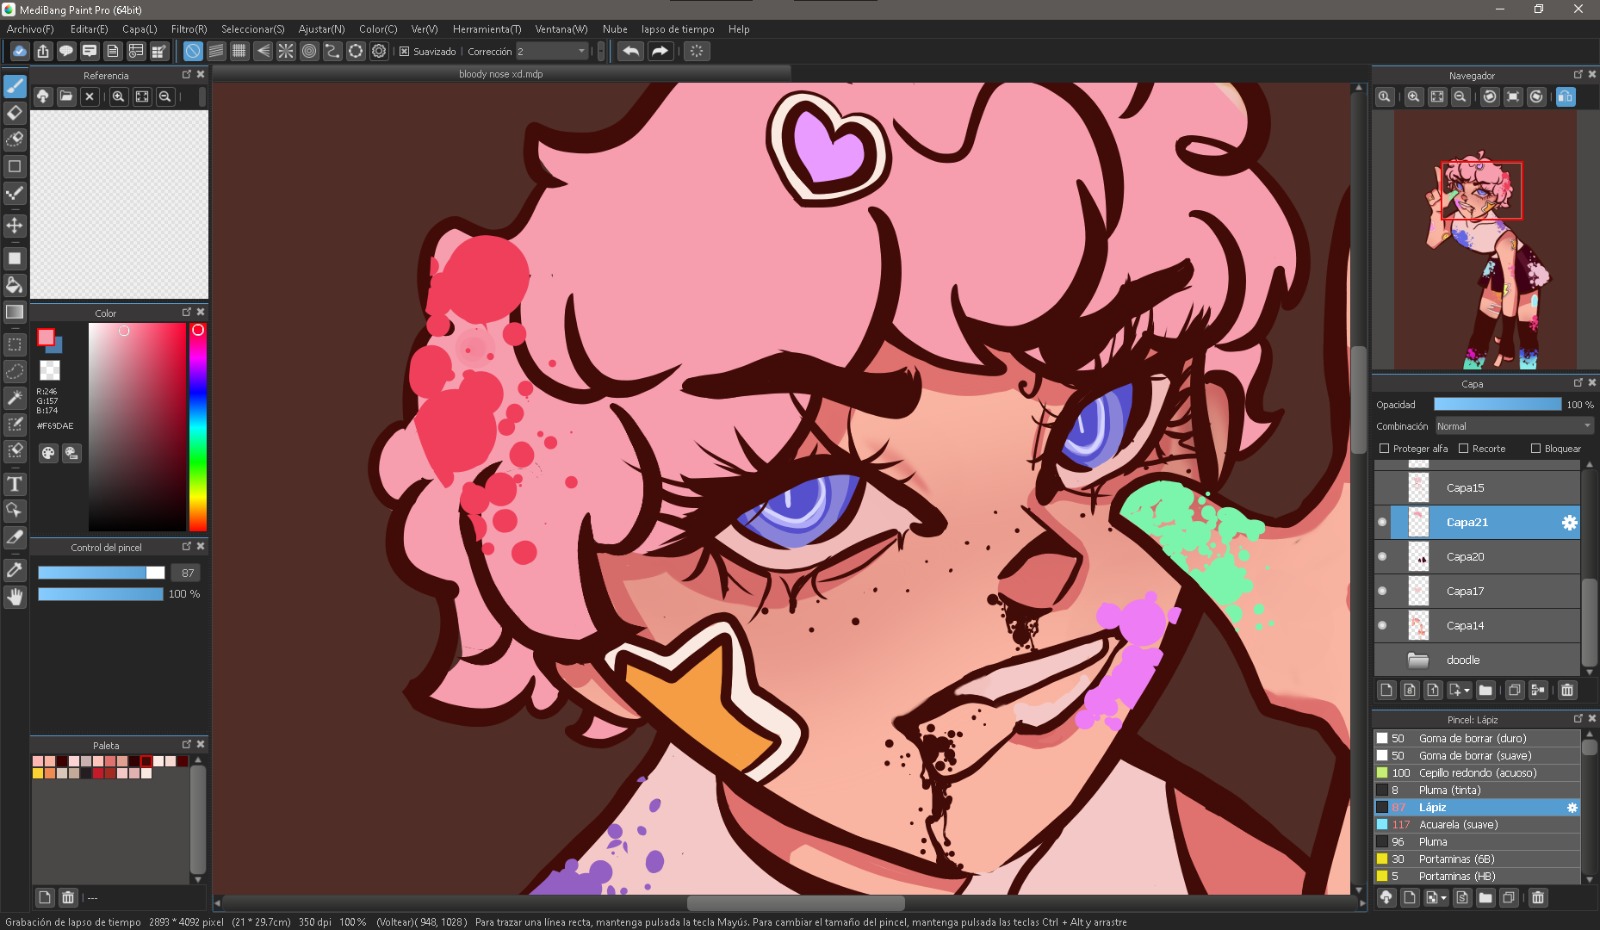 MediBang Paint Pro (64bit)
Archivo(F) Editar(E) Capa(L) Filtro(R) Seleccionar(S) Ajustar(N) Color(C) Ver(V) Herramienta(T) Ventana(W) Nube lapso de tiempo Help
Suavizado Corrección 2
Referencia
bloody nose xd.mdp
Navegador
Color
R:246
G:157
B:174
#F69DAE
Capa
Opacidad 100 %
Combinación Normal
Proteger alfa Recorte Bloquear
Capa15
Capa21
Capa20
Capa17
Capa14
doodle
Control del pincel
87
100 %
Paleta
---
Pincel: Lápiz
50 Goma de borrar (duro)
50 Goma de borrar (suave)
100 Cepillo redondo (acuoso)
8 Pluma (tinta)
87 Lápiz
117 Acuarela (suave)
96 Pluma
30 Portaminas (6B)
5 Portaminas (HB)
Grabación de lapso de tiempo 2893 * 4092 pixel (21 * 29.7cm) 350 dpi 100 % (Voltear)( 948, 1028 ) Para trazar una línea recta, mantenga pulsada la tecla Mayús. Para cambiar el tamaño del pincel, mantenga pulsada las teclas Ctrl + Alt y arrastre